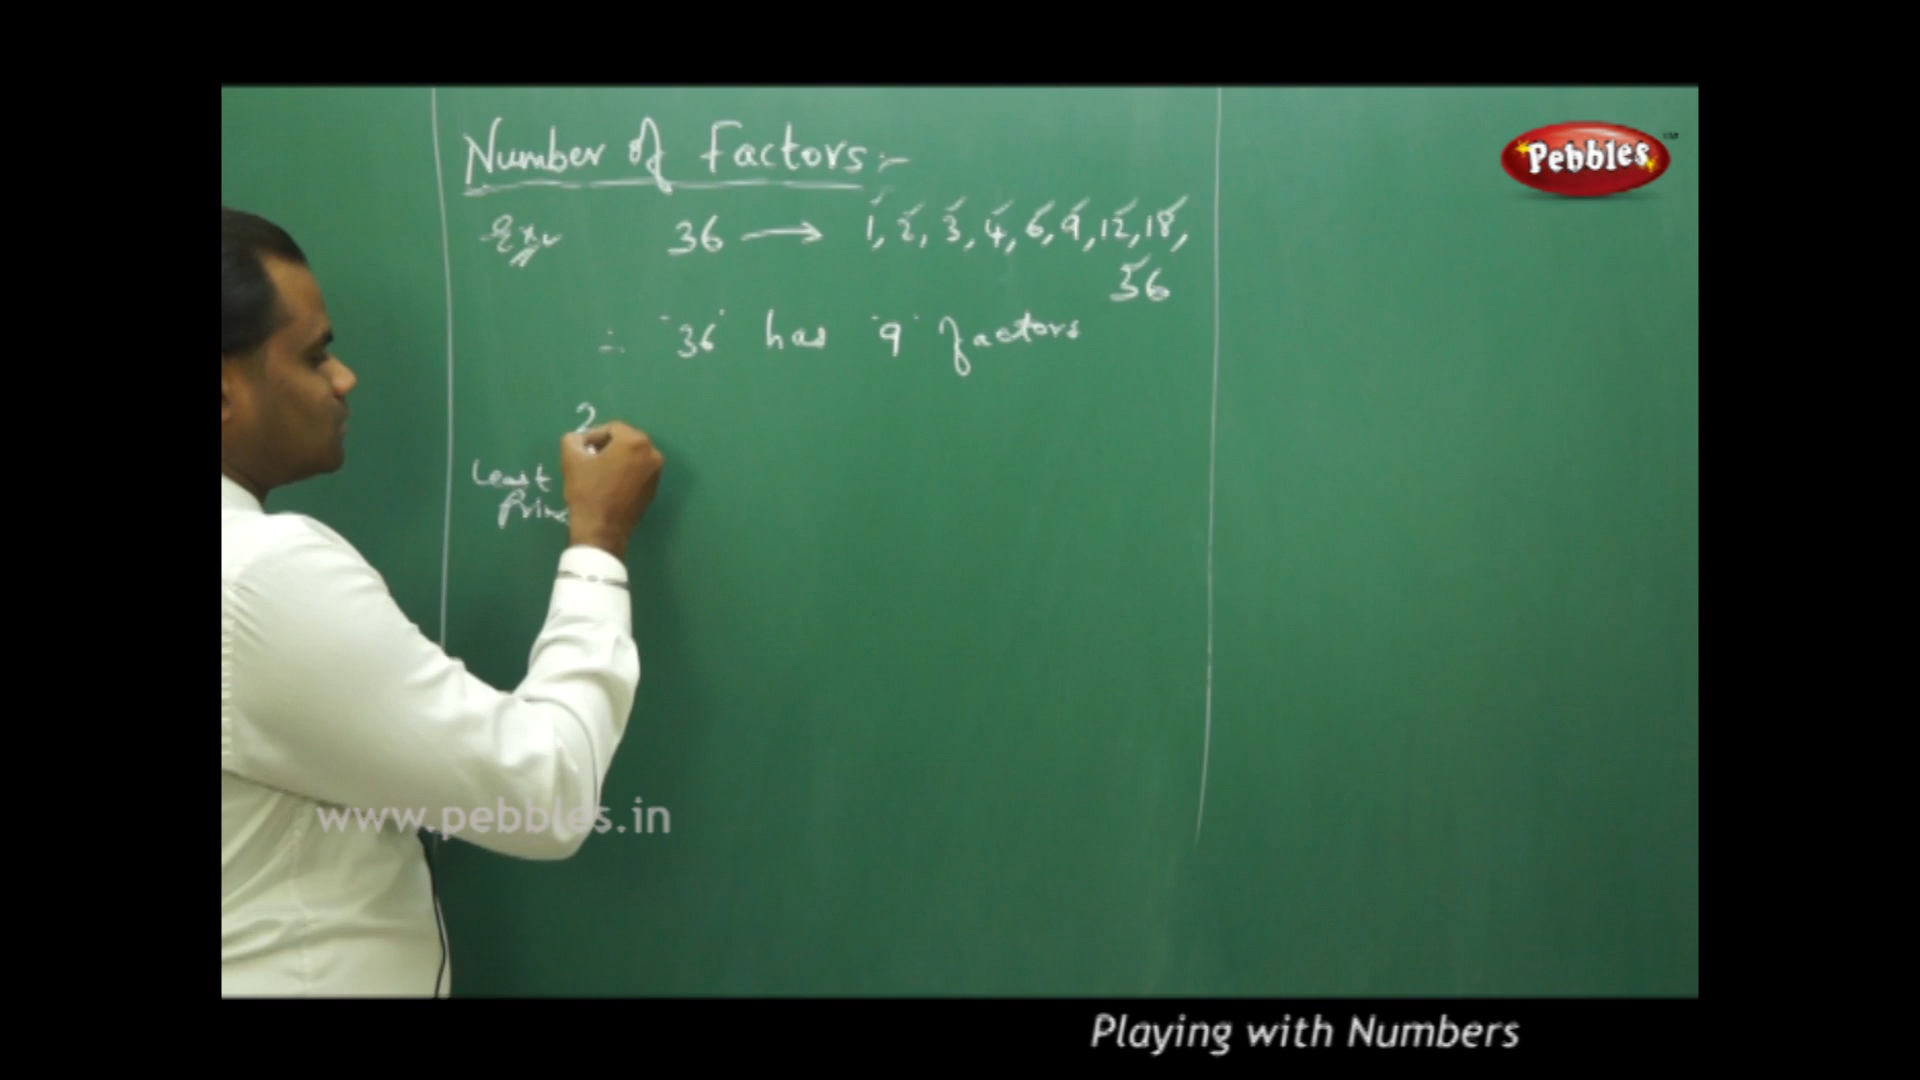 Number of Factors:-
Pebbles TM
Ex:
36 → 1, 2, 3, 4, 6, 9, 12, 18,
36
∴ "36" has "9" factors
2
Least
www.pebbles.in
Playing with Numbers